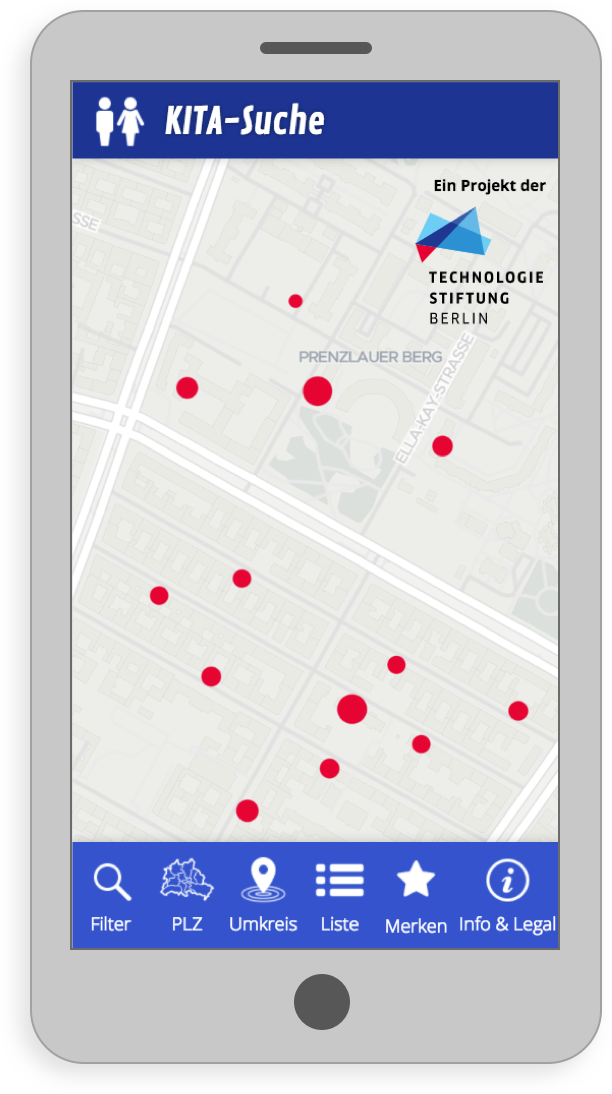 KITA-Suche
Ein Projekt der
SSE
TECHNOLOGIE
STIFTUNG
BERLIN
PRENZLAUER BERG
ELLA-KAY-STRASSE
Filter
PLZ
Umkreis
Liste
Merken
Info & Legal